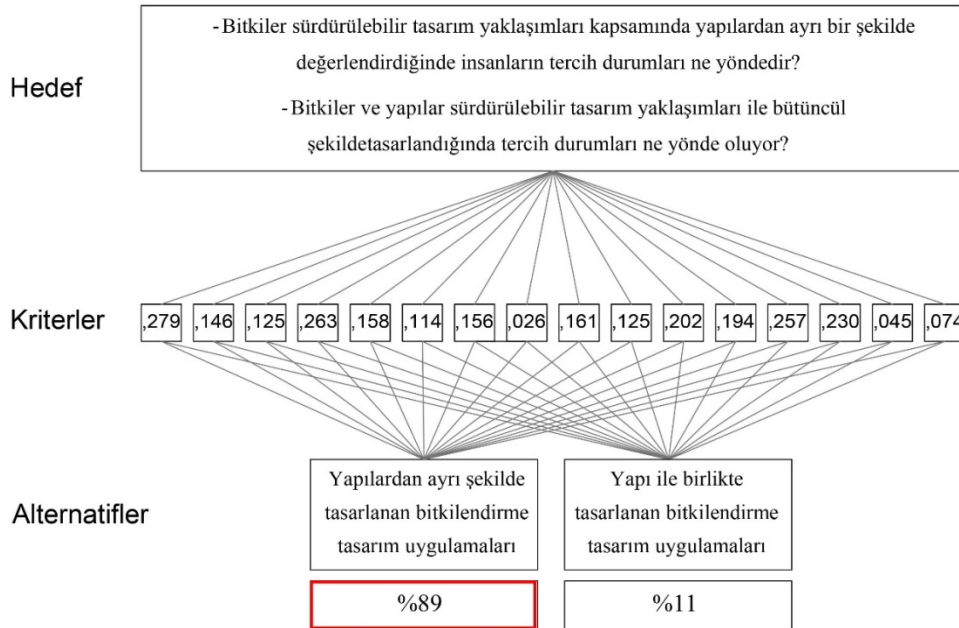 -Bitkiler sürdürülebilir tasarım yaklaşımları kapsamında yapılardan ayrı bir şekilde
değerlendirdiğinde insanların tercih durumları ne yöndedir?
-Bitkiler ve yapılar sürdürülebilir tasarım yaklaşımları ile bütüncül
şekildetasarlandığında tercih durumları ne yönde oluyor?
Hedef
Kriterler
,279 ,146 ,125 ,263 ,158 ,114 ,156 ,026 ,161 ,125 ,202 ,194 ,257 ,230 ,045 ,074
Alternatifler
Yapılardan ayrı şekilde
tasarlanan bitkilendirme
tasarım uygulamaları
Yapı ile birlikte
tasarlanan bitkilendirme
tasarım uygulamaları
%89
%11